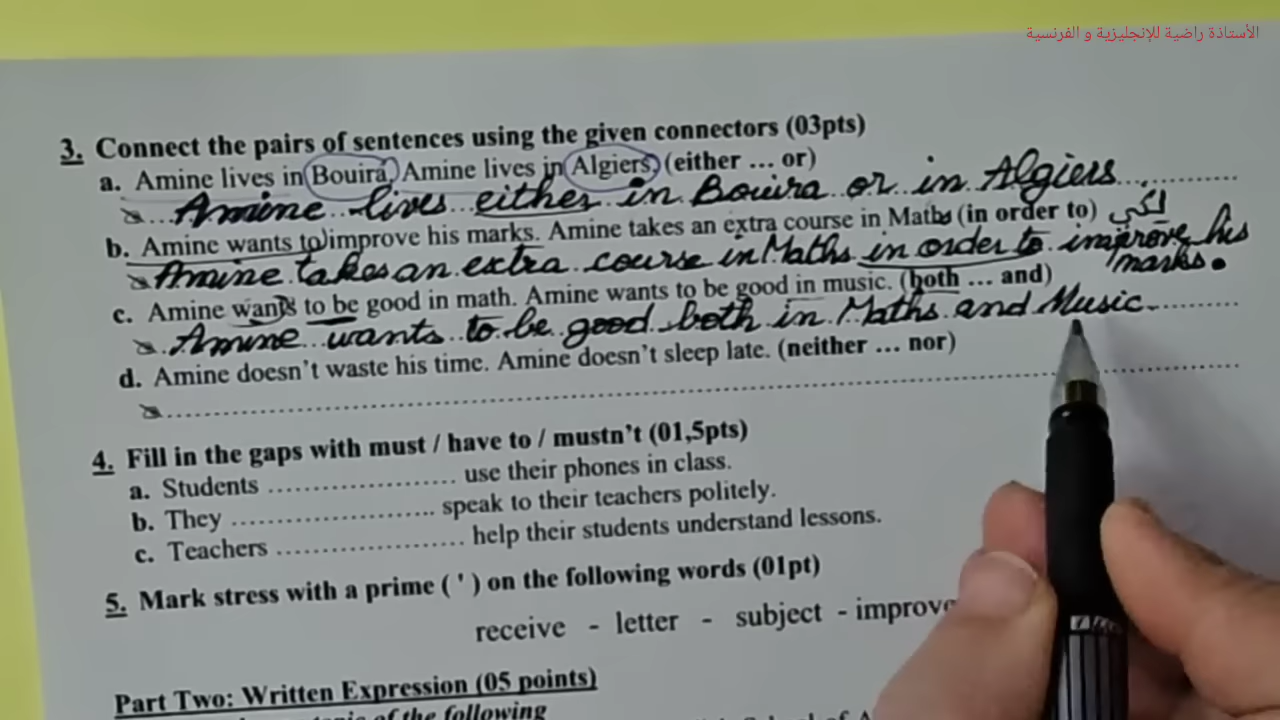 الأستاذة راضية للإنجليزية و الفرنسية
3. Connect the pairs of sentences using the given connectors (03pts)
a. Amine lives in Bouira. Amine lives in Algiers. (either ... or)
Amine lives either in Bouira or in Algiers
b. Amine wants to improve his marks. Amine takes an extra course in Maths (in order to) لكي
Amine takes an extra course in Maths in order to improve his
marks.
c. Amine wants to be good in math. Amine wants to be good in music. (both ... and)
Amine wants to be good both in Maths and Music
d. Amine doesn't waste his time. Amine doesn't sleep late. (neither ... nor)
4. Fill in the gaps with must / have to / mustn't (01,5pts)
a. Students .................... use their phones in class.
b. They .................... speak to their teachers politely.
c. Teachers .................... help their students understand lessons.
5. Mark stress with a prime ( ' ) on the following words (01pt)
receive - letter - subject - improve
Part Two: Written Expression (05 points)
of the following